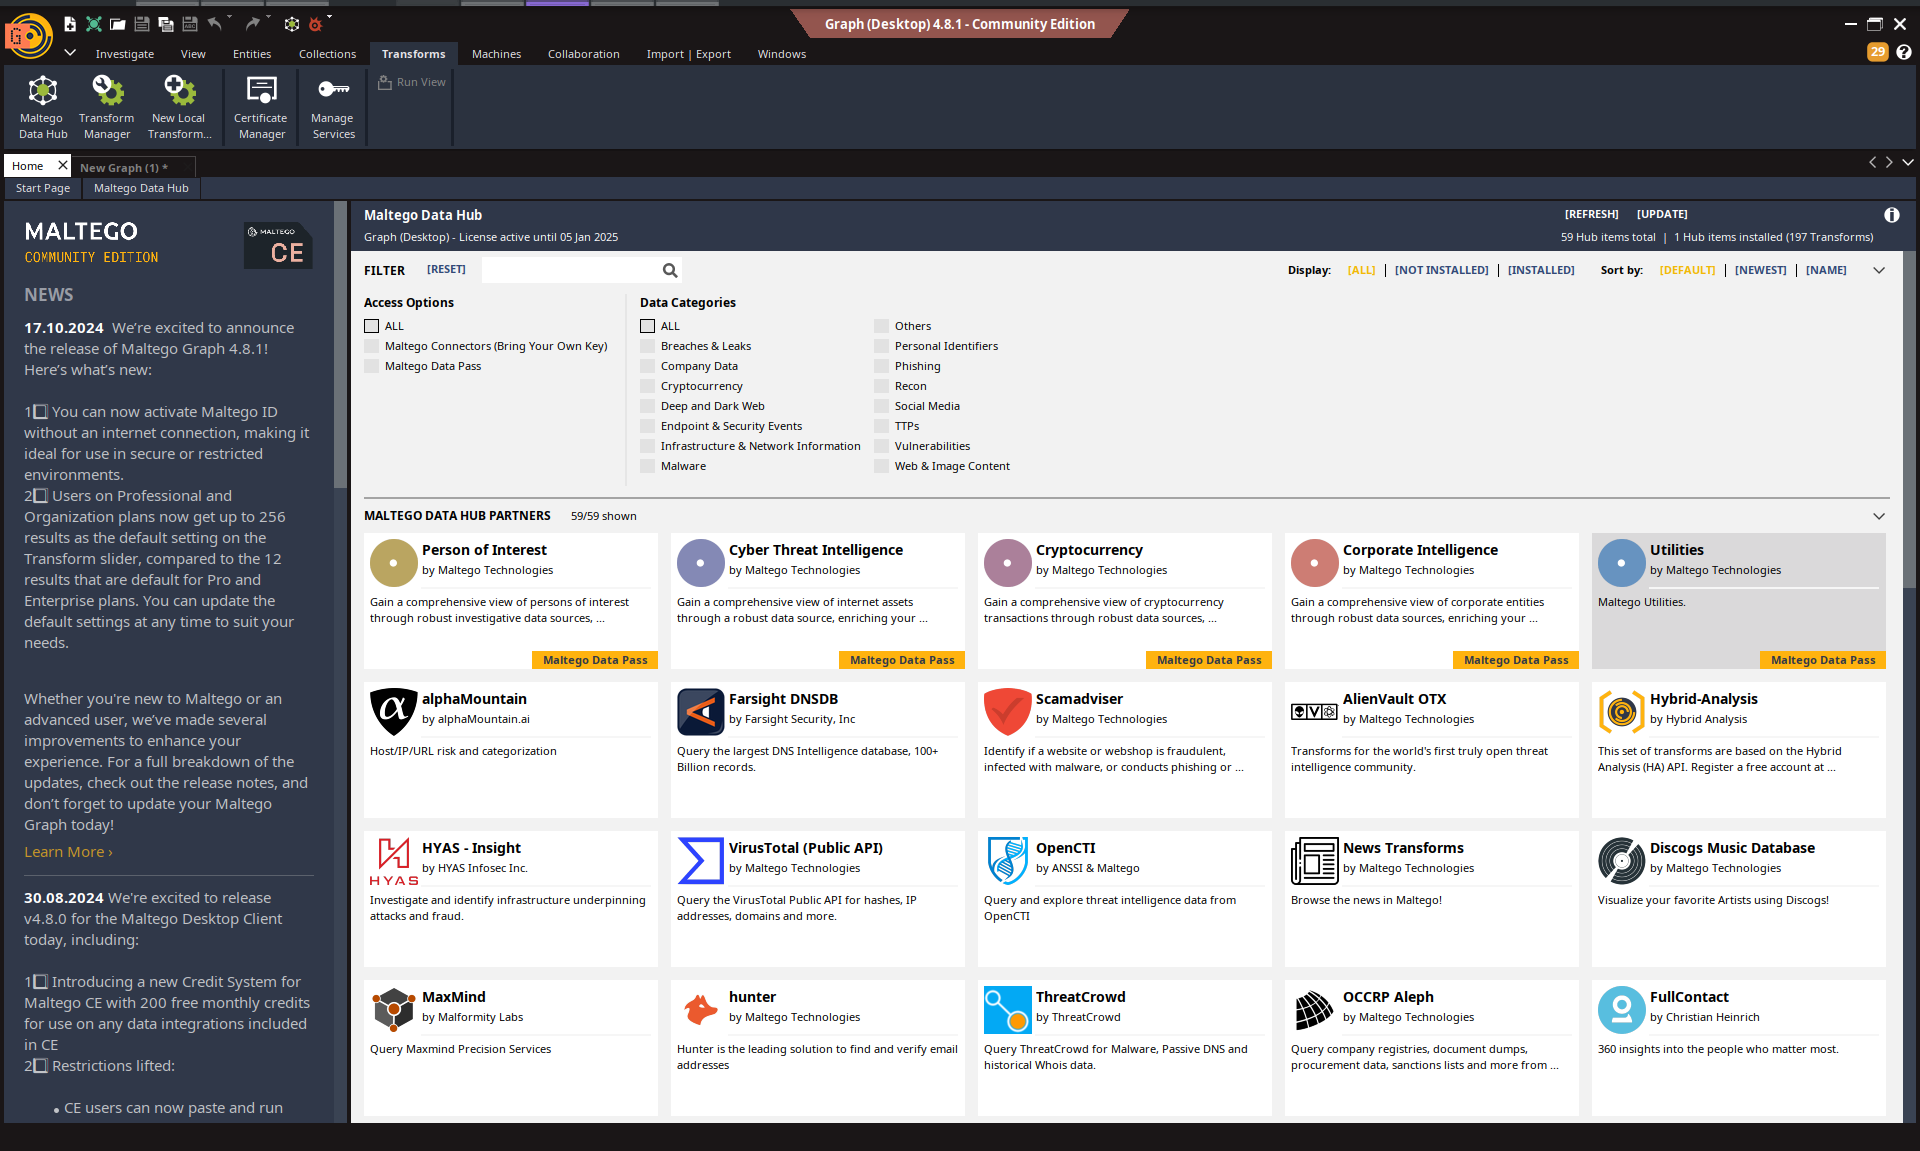 Graph (Desktop) 4.8.1 - Community Edition
Investigate View Entities Collections Transforms Machines Collaboration Import | Export Windows
29
Maltego Data Hub
Transform Manager
New Local Transform...
Certificate Manager
Manage Services
Run View
Home
New Graph (1) *
Start Page
Maltego Data Hub
MALTEGO
COMMUNITY EDITION
MALTEGO
CE
NEWS
17.10.2024 We’re excited to announce
the release of Maltego Graph 4.8.1!
Here’s what’s new:
1 You can now activate Maltego ID
without an internet connection, making it
ideal for use in secure or restricted
environments.
2 Users on Professional and
Organization plans now get up to 256
results as the default setting on the
Transform slider, compared to the 12
results that are default for Pro and
Enterprise plans. You can update the
default settings at any time to suit your
needs.
Whether you're new to Maltego or an
advanced user, we’ve made several
improvements to enhance your
experience. For a full breakdown of the
updates, check out the release notes, and
don’t forget to update your Maltego
Graph today!
Learn More ›
30.08.2024 We're excited to release
v4.8.0 for the Maltego Desktop Client
today, including:
1 Introducing a new Credit System for
Maltego CE with 200 free monthly credits
for use on any data integrations included
in CE
2 Restrictions lifted:
• CE users can now paste and run
Maltego Data Hub
Graph (Desktop) - License active until 05 Jan 2025
[REFRESH] [UPDATE]
59 Hub items total | 1 Hub items installed (197 Transforms)
FILTER [RESET]
Display: [ALL] | [NOT INSTALLED] | [INSTALLED] Sort by: [DEFAULT] | [NEWEST] | [NAME]
Access Options
ALL
Maltego Connectors (Bring Your Own Key)
Maltego Data Pass
Data Categories
ALL
Breaches & Leaks
Company Data
Cryptocurrency
Deep and Dark Web
Endpoint & Security Events
Infrastructure & Network Information
Malware
Others
Personal Identifiers
Phishing
Recon
Social Media
TTPs
Vulnerabilities
Web & Image Content
MALTEGO DATA HUB PARTNERS 59/59 shown
Person of Interest
by Maltego Technologies
Gain a comprehensive view of persons of interest
through robust investigative data sources, ...
Maltego Data Pass
Cyber Threat Intelligence
by Maltego Technologies
Gain a comprehensive view of internet assets
through a robust data source, enriching your ...
Maltego Data Pass
Cryptocurrency
by Maltego Technologies
Gain a comprehensive view of cryptocurrency
transactions through robust data sources, ...
Maltego Data Pass
Corporate Intelligence
by Maltego Technologies
Gain a comprehensive view of corporate entities
through robust data sources, enriching your ...
Maltego Data Pass
Utilities
by Maltego Technologies
Maltego Utilities.
Maltego Data Pass
alphaMountain
by alphaMountain.ai
Host/IP/URL risk and categorization
Farsight DNSDB
by Farsight Security, Inc
Query the largest DNS Intelligence database, 100+
Billion records.
Scamadviser
by Maltego Technologies
Identify if a website or webshop is fraudulent,
infected with malware, or conducts phishing or ...
AlienVault OTX
by Maltego Technologies
Transforms for the world's first truly open threat
intelligence community.
Hybrid-Analysis
by Hybrid Analysis
This set of transforms are based on the Hybrid
Analysis (HA) API. Register a free account at ...
HYAS
HYAS - Insight
by HYAS Infosec Inc.
Investigate and identify infrastructure underpinning
attacks and fraud.
VirusTotal (Public API)
by Maltego Technologies
Query the VirusTotal Public API for hashes, IP
addresses, domains and more.
OpenCTI
by ANSSI & Maltego
Query and explore threat intelligence data from
OpenCTI
News Transforms
by Maltego Technologies
Browse the news in Maltego!
Discogs Music Database
by Maltego Technologies
Visualize your favorite Artists using Discogs!
MaxMind
by Malformity Labs
Query Maxmind Precision Services
hunter
by Maltego Technologies
Hunter is the leading solution to find and verify email
addresses
ThreatCrowd
by ThreatCrowd
Query ThreatCrowd for Malware, Passive DNS and
historical Whois data.
OCCRP Aleph
by Maltego Technologies
Query company registries, document dumps,
procurement data, sanctions lists and more from ...
FullContact
by Christian Heinrich
360 insights into the people who matter most.